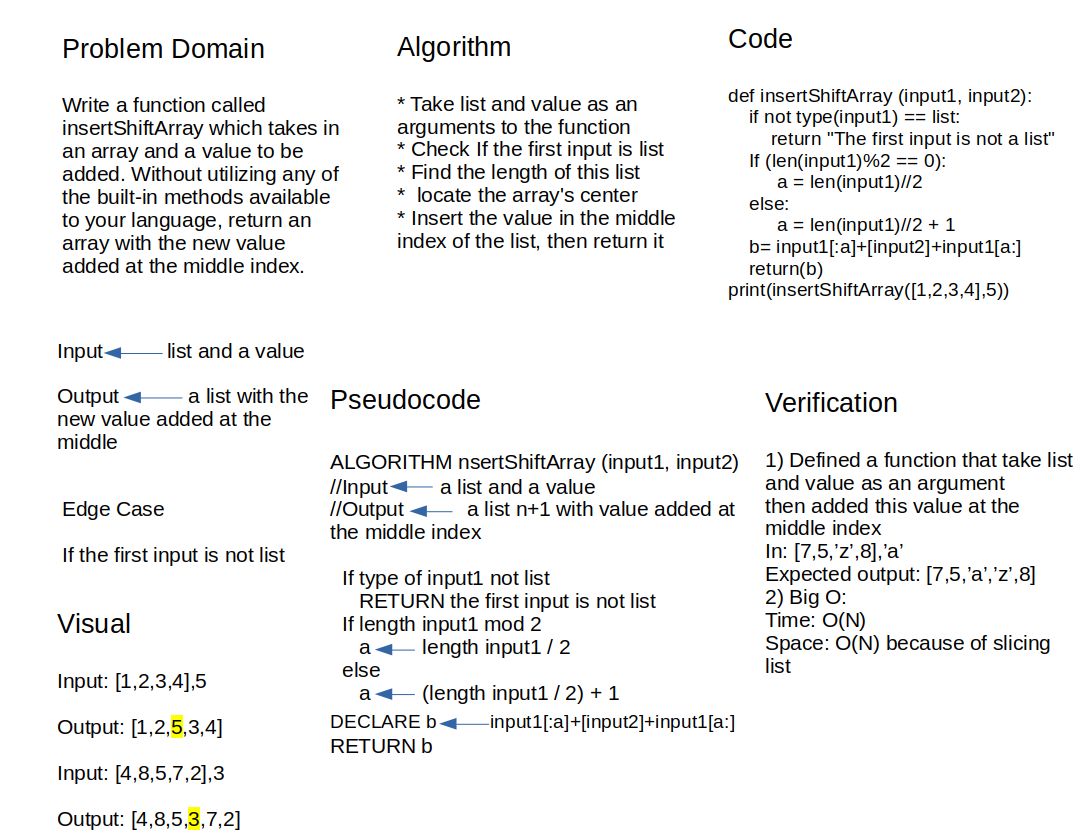 Problem Domain
Write a function called
insertShiftArray which takes in
an array and a value to be
added. Without utilizing any of
the built-in methods available
to your language, return an
array with the new value
added at the middle index.
Input list and a value
Output a list with the
new value added at the
middle
Edge Case
If the first input is not list
Visual
Input: [1,2,3,4],5
Output: [1,2,5,3,4]
Input: [4,8,5,7,2],3
Output: [4,8,5,3,7,2]
Algorithm
* Take list and value as an
arguments to the function
* Check If the first input is list
* Find the length of this list
*  locate the array's center
* Insert the value in the middle
index of the list, then return it
Pseudocode
ALGORITHM nsertShiftArray (input1, input2)
//Input a list and a value
//Output a list n+1 with value added at
the middle index
If type of input1 not list
RETURN the first input is not list
If length input1 mod 2
a length input1 / 2
else
a (length input1 / 2) + 1
DECLARE b input1[:a]+[input2]+input1[a:]
RETURN b
Code
def insertShiftArray (input1, input2):
if not type(input1) == list:
return "The first input is not a list"
If (len(input1)%2 == 0):
a = len(input1)//2
else:
a = len(input1)//2 + 1
b= input1[:a]+[input2]+input1[a:]
return(b)
print(insertShiftArray([1,2,3,4],5))
Verification
1) Defined a function that take list
and value as an argument
then added this value at the
middle index
In: [7,5,’z’,8],’a’
Expected output: [7,5,’a’,’z’,8]
2) Big O:
Time: O(N)
Space: O(N) because of slicing
list